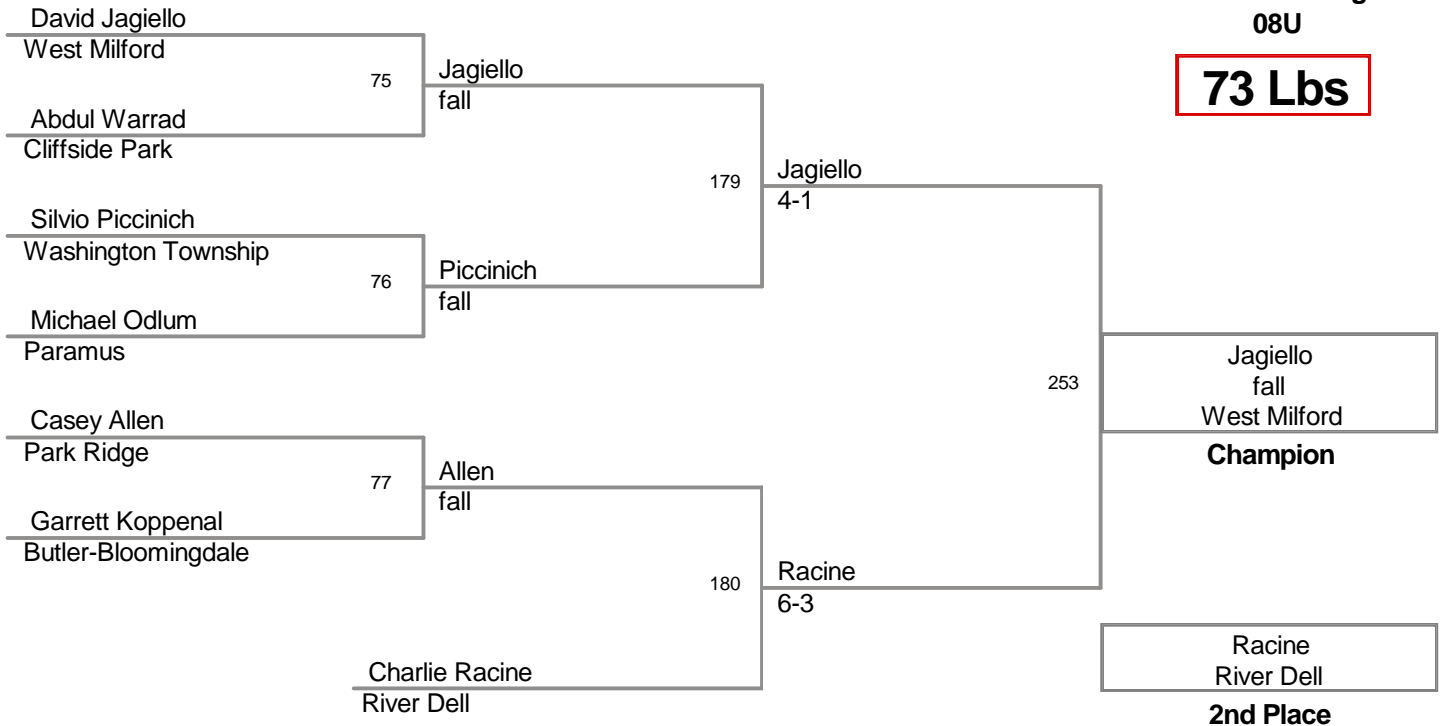 08U
73 Lbs
David Jagiello
West Milford
75
Jagiello
fall
Abdul Warrad
Cliffside Park
179
Jagiello
4-1
Silvio Piccinich
Washington Township
76
Piccinich
fall
Michael Odlum
Paramus
253
Jagiello
fall
West Milford
Champion
Casey Allen
Park Ridge
77
Allen
fall
Garrett Koppenal
Butler-Bloomingdale
180
Racine
6-3
Charlie Racine
River Dell
Racine
River Dell
2nd Place